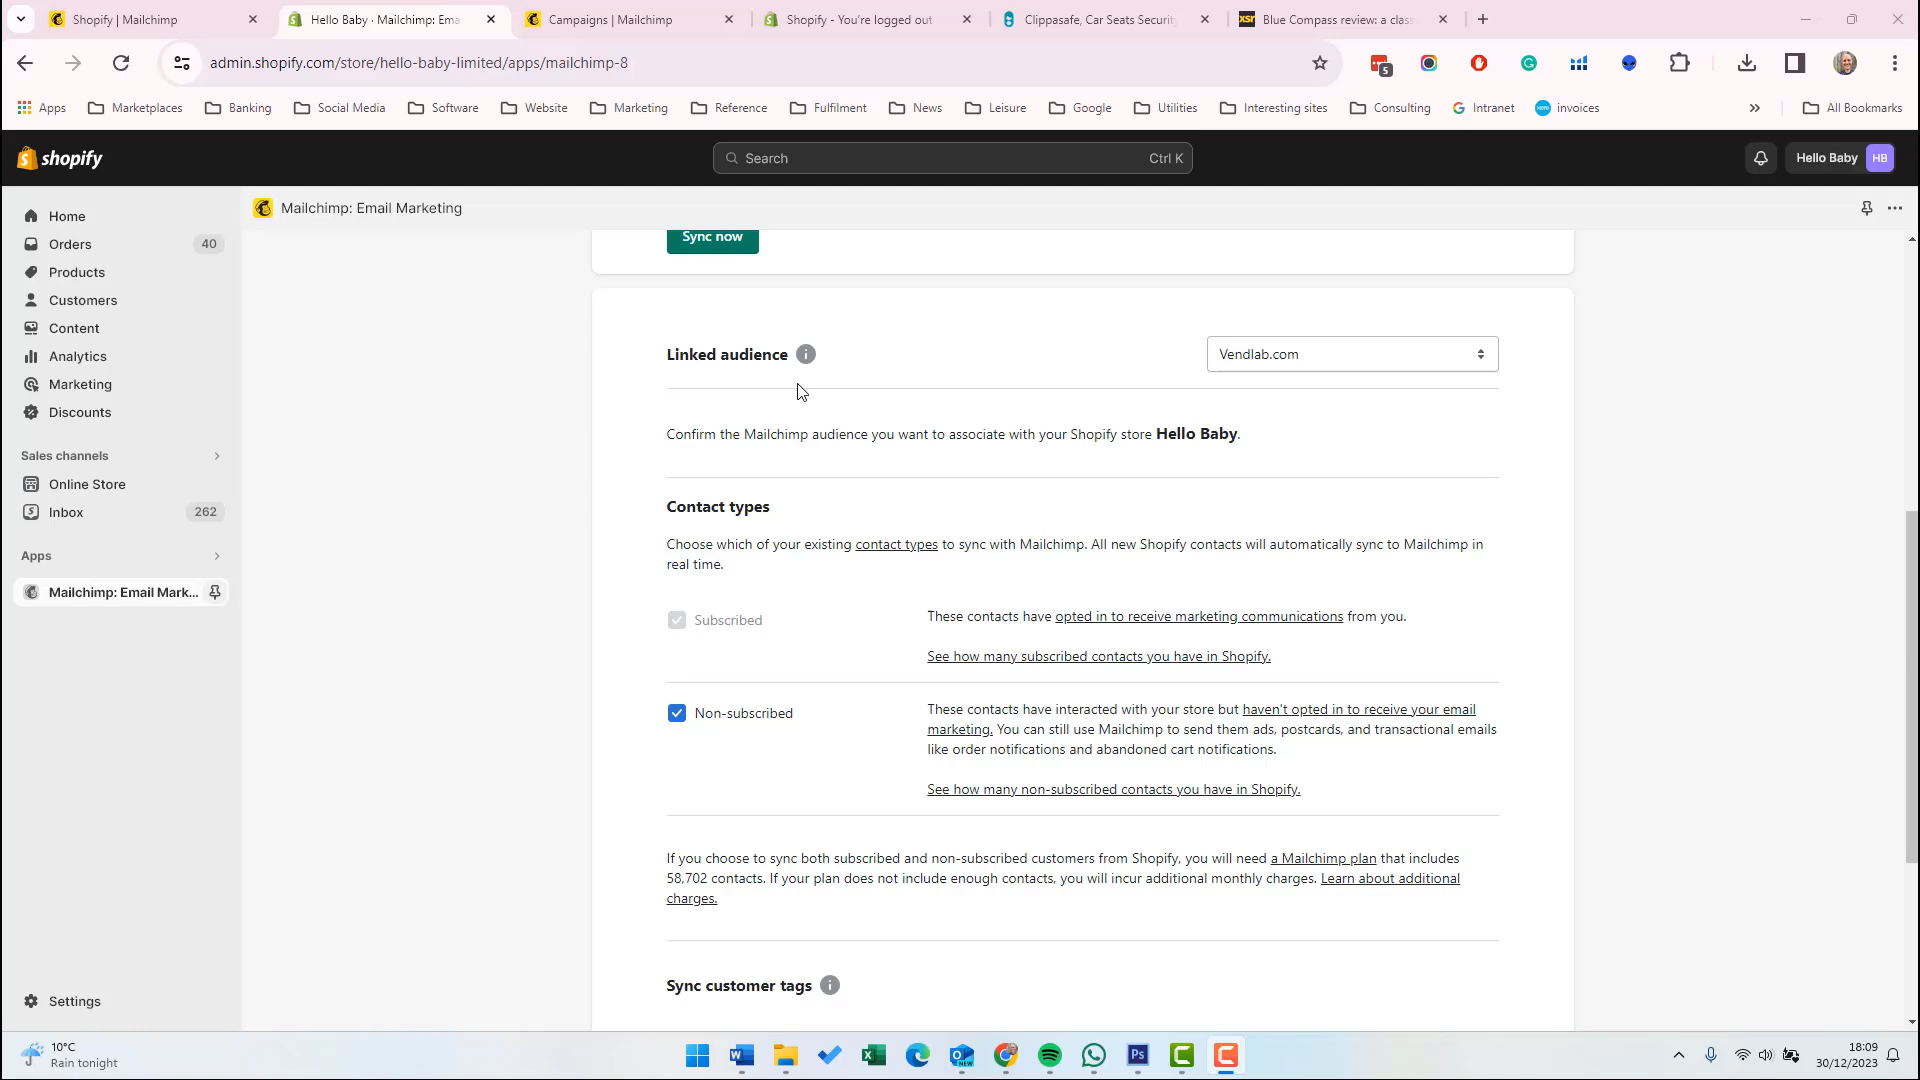 Shopify | Mailchimp
Hello Baby · Mailchimp: Ema
Campaigns | Mailchimp
Shopify - You're logged out
Clippasafe, Car Seats Security
XSR Blue Compass review: a clas
admin.shopify.com/store/hello-baby-limited/apps/mailchimp-8
5
Apps Marketplaces Banking Social Media Software Website Marketing Reference Fulfilment News Leisure Google Utilities Interesting sites Consulting Intranet invoices All Bookmarks
shopify
Search Ctrl K
Hello Baby HB
Home
Orders 40
Products
Customers
Content
Analytics
Marketing
Discounts
Sales channels
Online Store
Inbox 262
Apps
Mailchimp: Email Mark...
Settings
Mailchimp: Email Marketing
Sync now
Linked audience Vendlab.com
Confirm the Mailchimp audience you want to associate with your Shopify store Hello Baby.
Contact types
Choose which of your existing contact types to sync with Mailchimp. All new Shopify contacts will automatically sync to Mailchimp in
real time.
Subscribed
These contacts have opted in to receive marketing communications from you.
See how many subscribed contacts you have in Shopify.
Non-subscribed
These contacts have interacted with your store but haven't opted in to receive your email
marketing. You can still use Mailchimp to send them ads, postcards, and transactional emails
like order notifications and abandoned cart notifications.
See how many non-subscribed contacts you have in Shopify.
If you choose to sync both subscribed and non-subscribed customers from Shopify, you will need a Mailchimp plan that includes
58,702 contacts. If your plan does not include enough contacts, you will incur additional monthly charges. Learn about additional
charges.
Sync customer tags
10°C
Rain tonight
18:09
30/12/2023